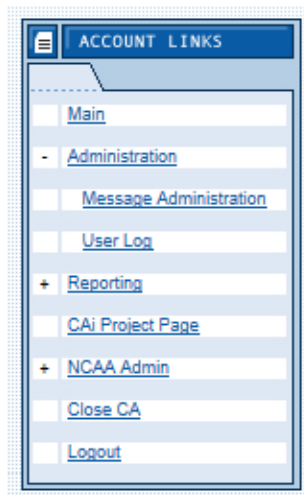 ACCOUNT LINKS
Main
- Administration
Message Administration
User Log
+ Reporting
CAi Project Page
+ NCAA Admin
Close CA
Logout